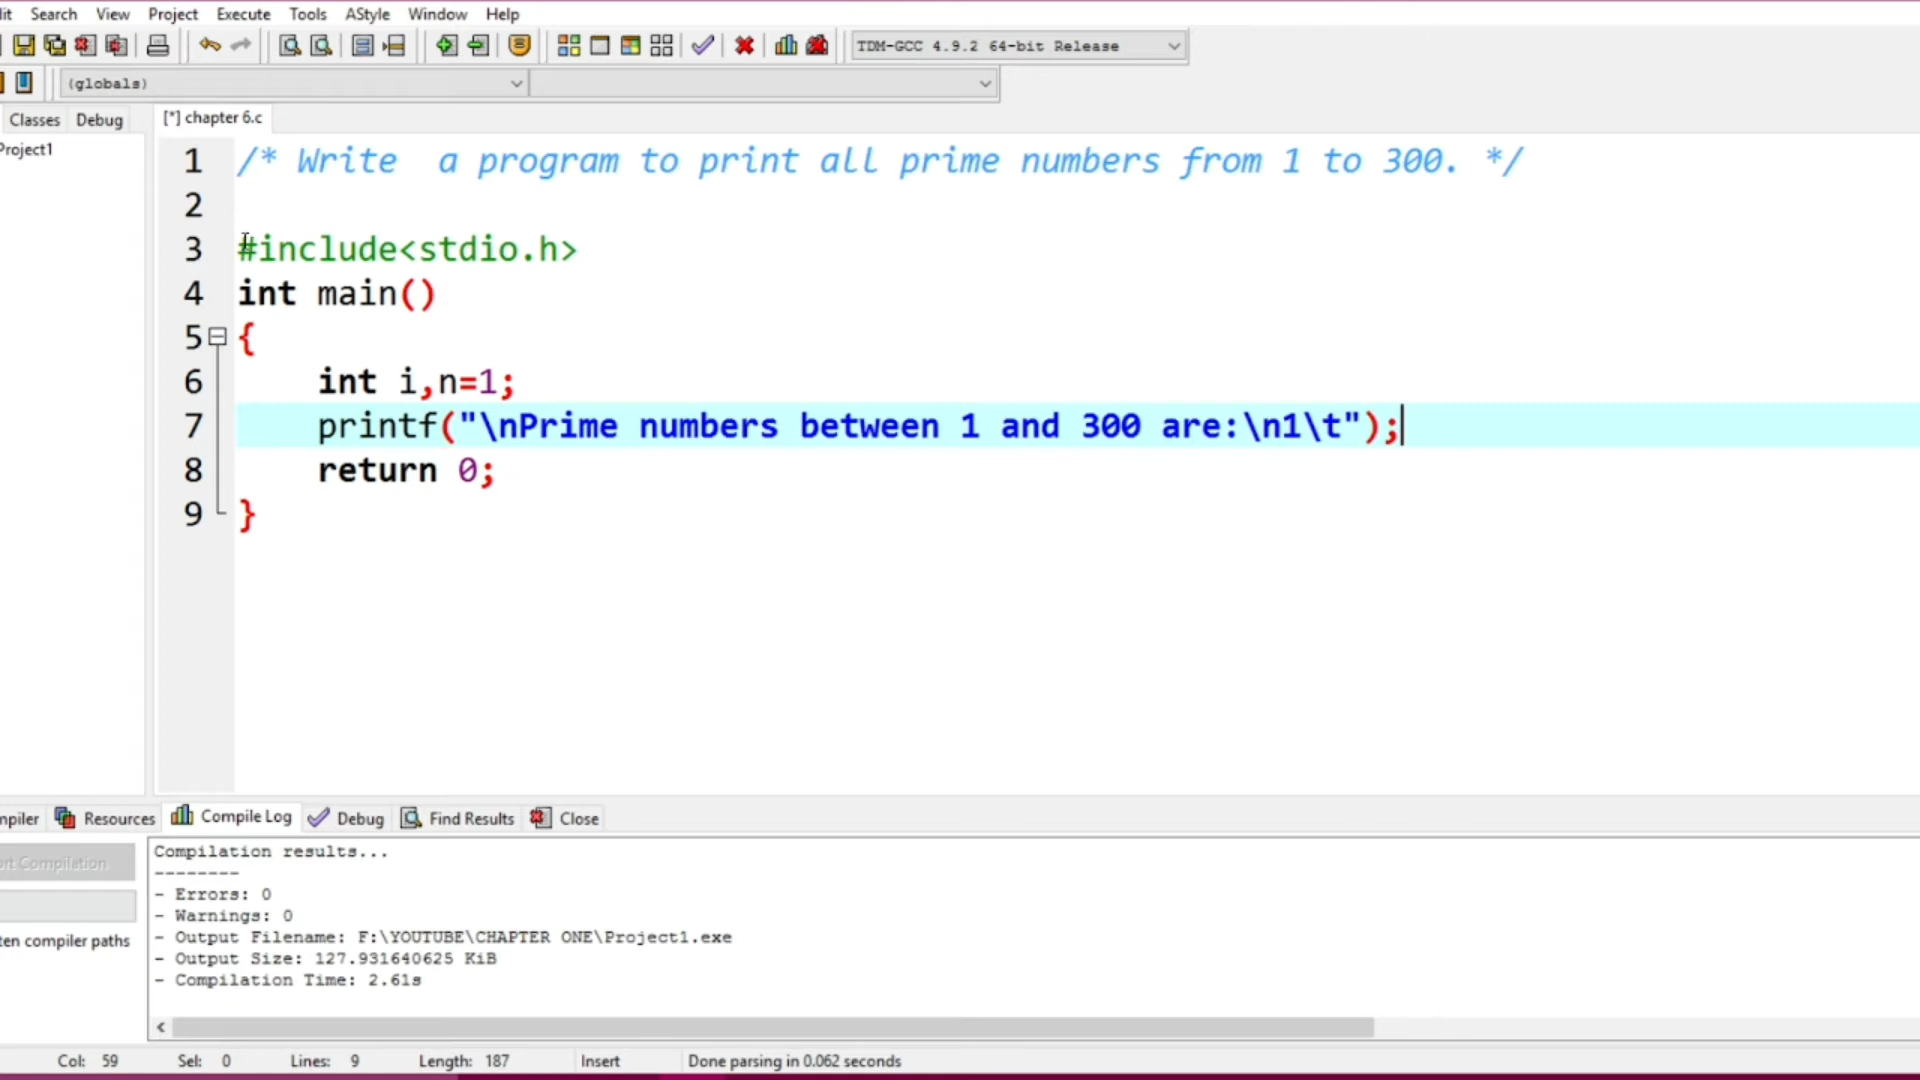 it Search View Project Execute Tools AStyle Window Help
TDM-GCC 4.9.2 64-bit Release
(globals)
Classes Debug [*] chapter 6.c
Project1
1 /* Write  a program to print all prime numbers from 1 to 300. */
2
3 #include<stdio.h>
4 int main()
5 {
6 int i,n=1;
7 printf("\nPrime numbers between 1 and 300 are:\n1\t");
8 return 0;
9 }
mpiler Resources Compile Log Debug Find Results Close
ort Compilation
Compilation results...
--------
- Errors: 0
- Warnings: 0
ten compiler paths
- Output Filename: F:\YOUTUBE\CHAPTER ONE\Project1.exe
- Output Size: 127.931640625 KiB
- Compilation Time: 2.61s
Col: 59 Sel: 0 Lines: 9 Length: 187 Insert Done parsing in 0.062 seconds